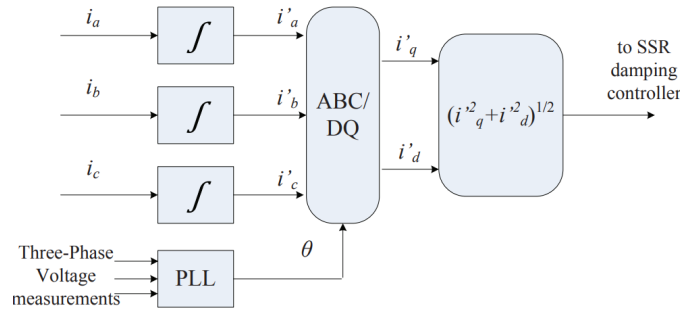 i_a
∫
i'_a
i_b
∫
i'_b
i_c
∫
i'_c
ABC/
DQ
i'_q
i'_d
(i'^2_q+i'^2_d)^{1/2}
to SSR
damping
controller
Three-Phase
Voltage
measurements
PLL
θ